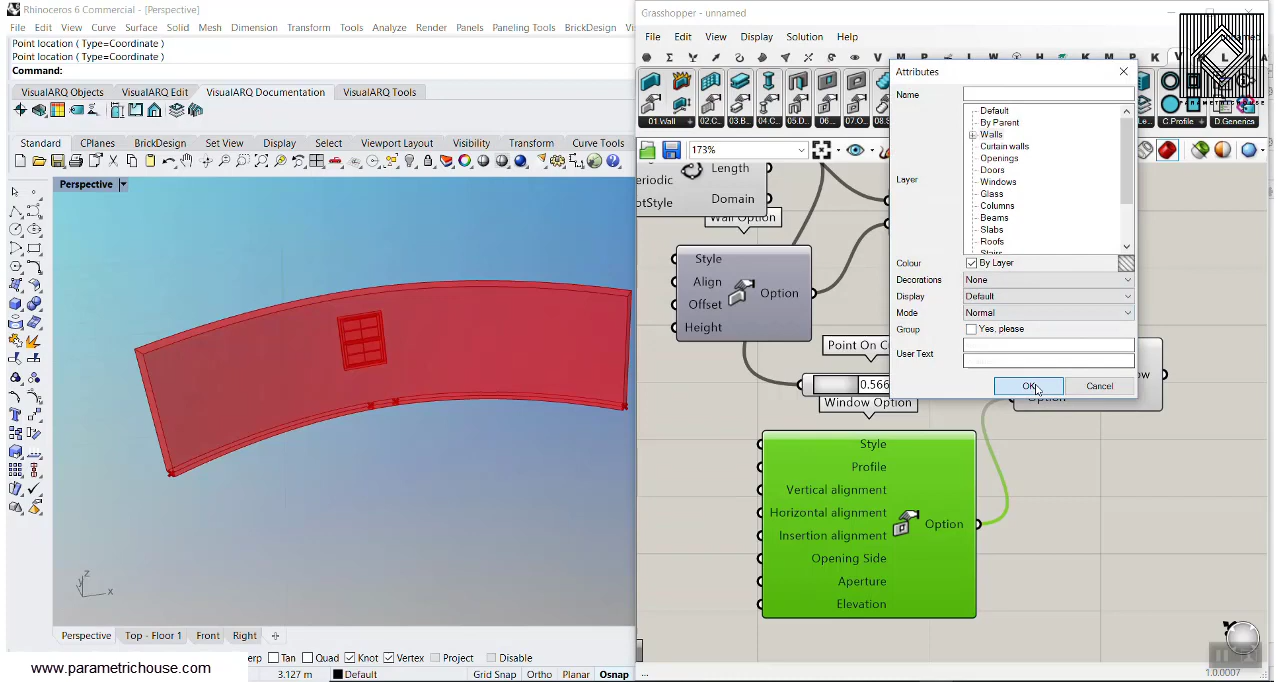 Rhinoceros 6 Commercial - [Perspective]
File Edit View Curve Surface Solid Mesh Dimension Transform Tools Analyze Render Panels Paneling Tools BrickDesign
Point location ( Type=Coordinate )
Point location ( Type=Coordinate )
Command:
VisualARQ Objects VisualARQ Edit VisualARQ Documentation VisualARQ Tools
Standard CPlanes BrickDesign Set View Display Select Viewport Layout Visibility Transform Curve Tools
Perspective
z
y
x
Perspective Top - Floor 1 Front Right
Tan Quad Knot Vertex Project Disable
3.127 m Default Grid Snap Ortho Planar Osnap
www.parametrichouse.com
Grasshopper - unnamed
File Edit View Display Solution Help
01.Wall 02.C 03.B 04.C 05.D 06... 07.O 08.S
C.Profile D.Generics
PARAMETRICHOUSE
173%
eriodic Length
otStyle Domain
Wall Option
Style
Align
Offset
Height
Option
Point On C
0.566
Window Option
Style
Profile
Vertical alignment
Horizontal alignment
Insertion alignment
Opening Side
Aperture
Elevation
Option
Attributes
Name
Layer
Default
By Parent
Walls
Curtain walls
Openings
Doors
Windows
Glass
Columns
Beams
Slabs
Roofs
Stairs
Colour By Layer
Decorations None
Display Default
Mode Normal
Group Yes, please
User Text
OK Cancel
...
1.0.0007